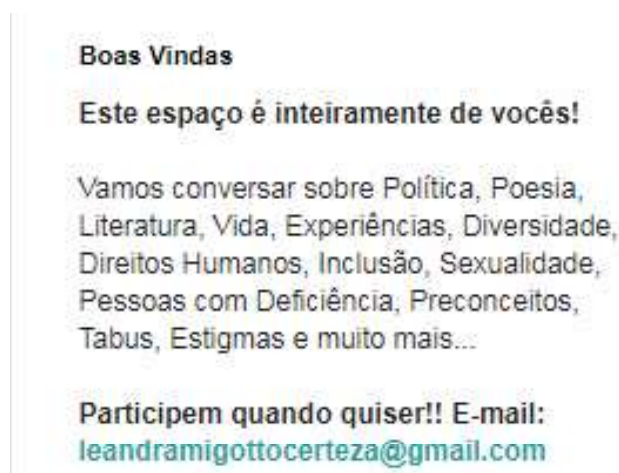 Boas Vindas
Este espaço é inteiramente de vocês!
Vamos conversar sobre Política, Poesia,
Literatura, Vida, Experiências, Diversidade,
Direitos Humanos, Inclusão, Sexualidade,
Pessoas com Deficiência, Preconceitos,
Tabus, Estigmas e muito mais...
Participem quando quiser!! E-mail:
leandramigottocerteza@gmail.com